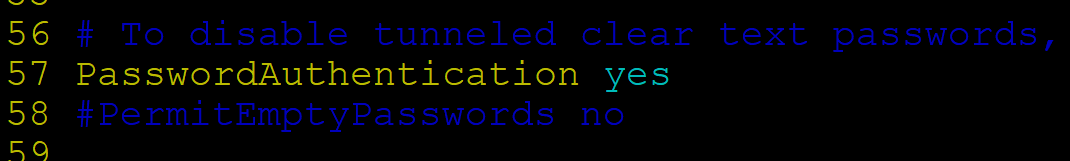 56 # To disable tunneled clear text passwords,
57 PasswordAuthentication yes
58 #PermitEmptyPasswords no
59